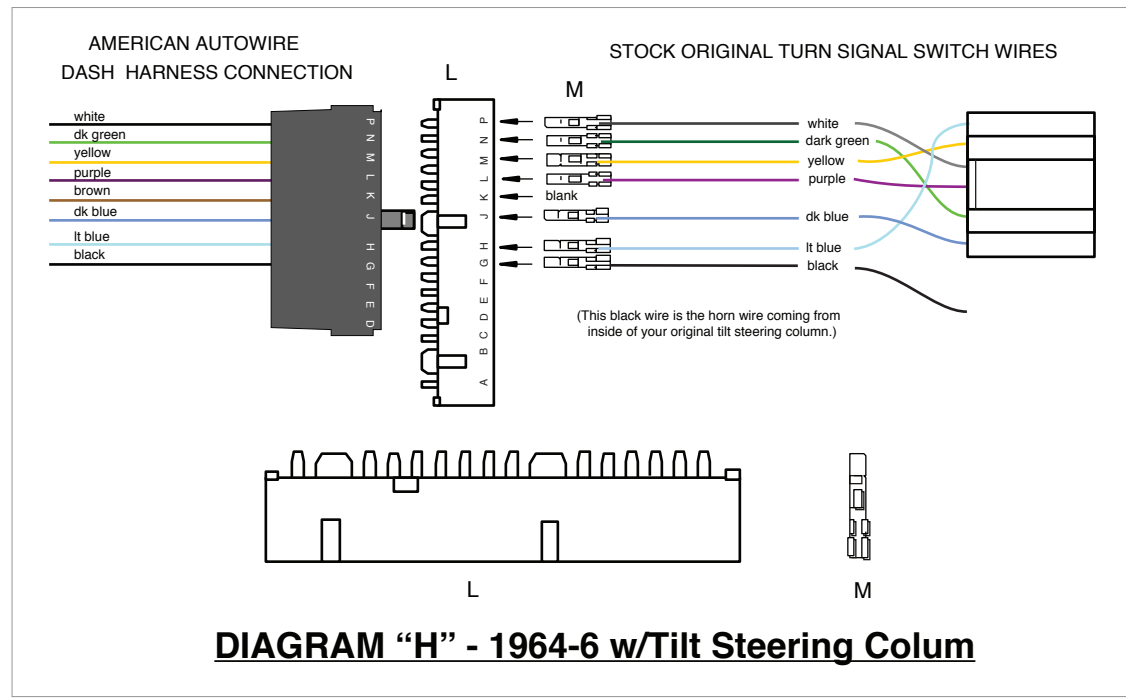 AMERICAN AUTOWIRE
DASH HARNESS CONNECTION
L
M
STOCK ORIGINAL TURN SIGNAL SWITCH WIRES
white
dk green
yellow
purple
brown
dk blue
lt blue
black
P
N
M
L
K
J
H
G
F
E
D
P
N
M
L
K
J
H
G
F
E
D
C
B
A
blank
white
dark green
yellow
purple
dk blue
lt blue
black
(This black wire is the horn wire coming from
inside of your original tilt steering column.)
L
M
DIAGRAM “H” - 1964-6 w/Tilt Steering Colum